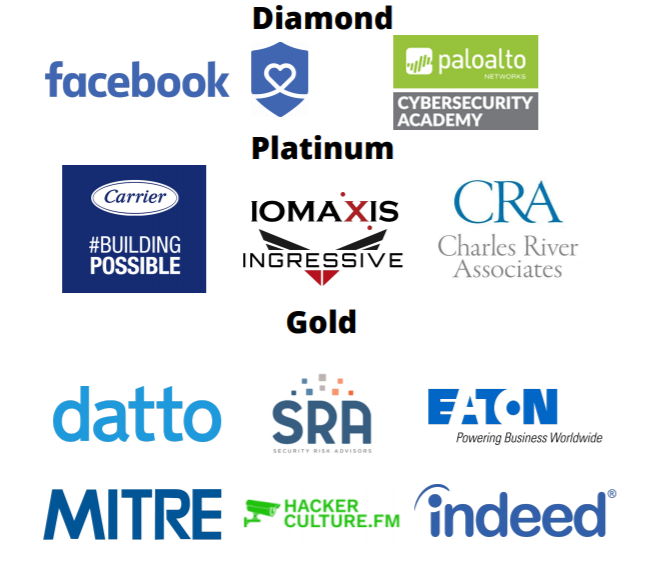 Diamond
facebook
paloalto
NETWORKS
CYBERSECURITY
ACADEMY
Platinum
Carrier
#BUILDING
POSSIBLE
IOMAXIS
INGRESSIVE
CRA
Charles River
Associates
Gold
datto
SRA
SECURITY RISK ADVISORS
EATON
Powering Business Worldwide
MITRE
HACKER
CULTURE.FM
indeed®